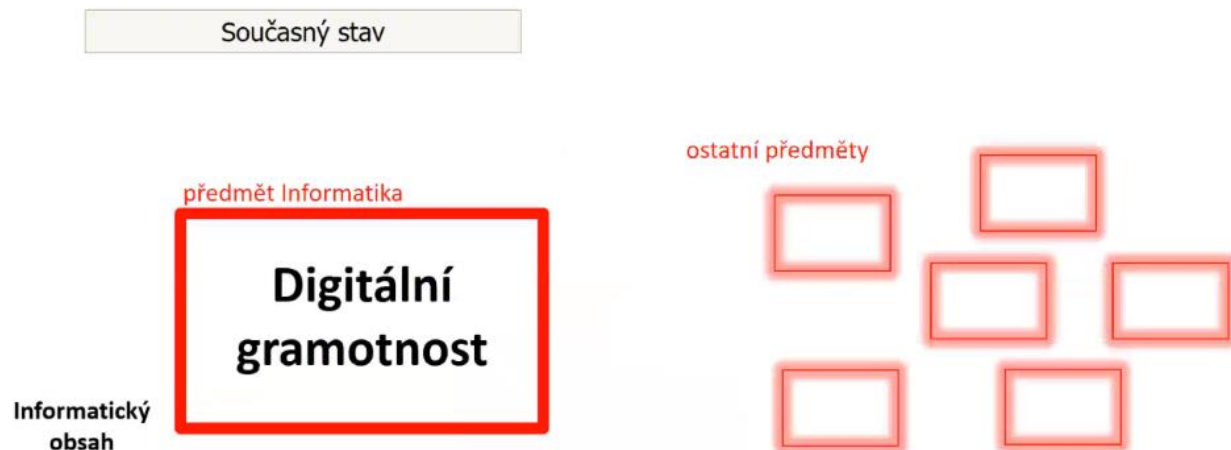 Současný stav
ostatní předměty
předmět Informatika
Digitální
gramotnost
Informatický
obsah